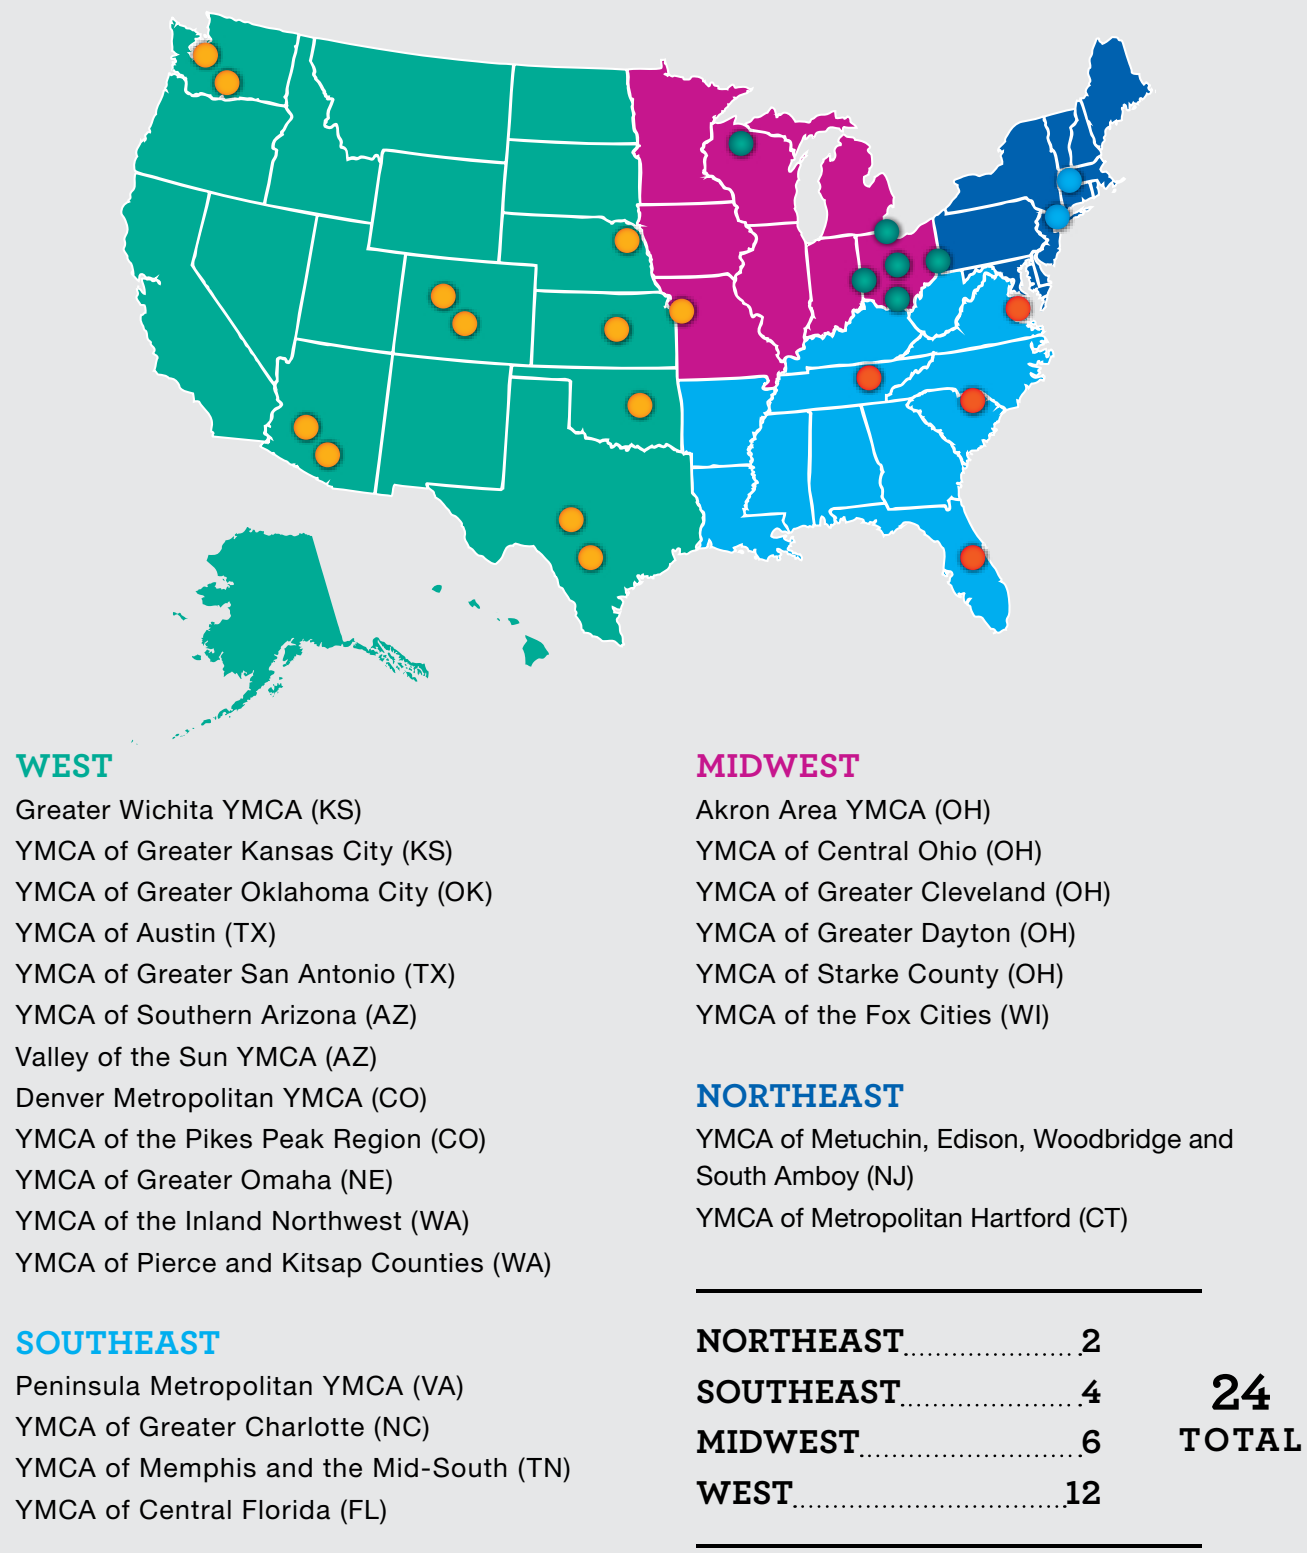 WEST
Greater Wichita YMCA (KS)
YMCA of Greater Kansas City (KS)
YMCA of Greater Oklahoma City (OK)
YMCA of Austin (TX)
YMCA of Greater San Antonio (TX)
YMCA of Southern Arizona (AZ)
Valley of the Sun YMCA (AZ)
Denver Metropolitan YMCA (CO)
YMCA of the Pikes Peak Region (CO)
YMCA of Greater Omaha (NE)
YMCA of the Inland Northwest (WA)
YMCA of Pierce and Kitsap Counties (WA)
SOUTHEAST
Peninsula Metropolitan YMCA (VA)
YMCA of Greater Charlotte (NC)
YMCA of Memphis and the Mid-South (TN)
YMCA of Central Florida (FL)
MIDWEST
Akron Area YMCA (OH)
YMCA of Central Ohio (OH)
YMCA of Greater Cleveland (OH)
YMCA of Greater Dayton (OH)
YMCA of Starke County (OH)
YMCA of the Fox Cities (WI)
NORTHEAST
YMCA of Metuchin, Edison, Woodbridge and
South Amboy (NJ)
YMCA of Metropolitan Hartford (CT)
NORTHEAST......................2
SOUTHEAST......................4
MIDWEST...........................6
WEST.................................12
24
TOTAL